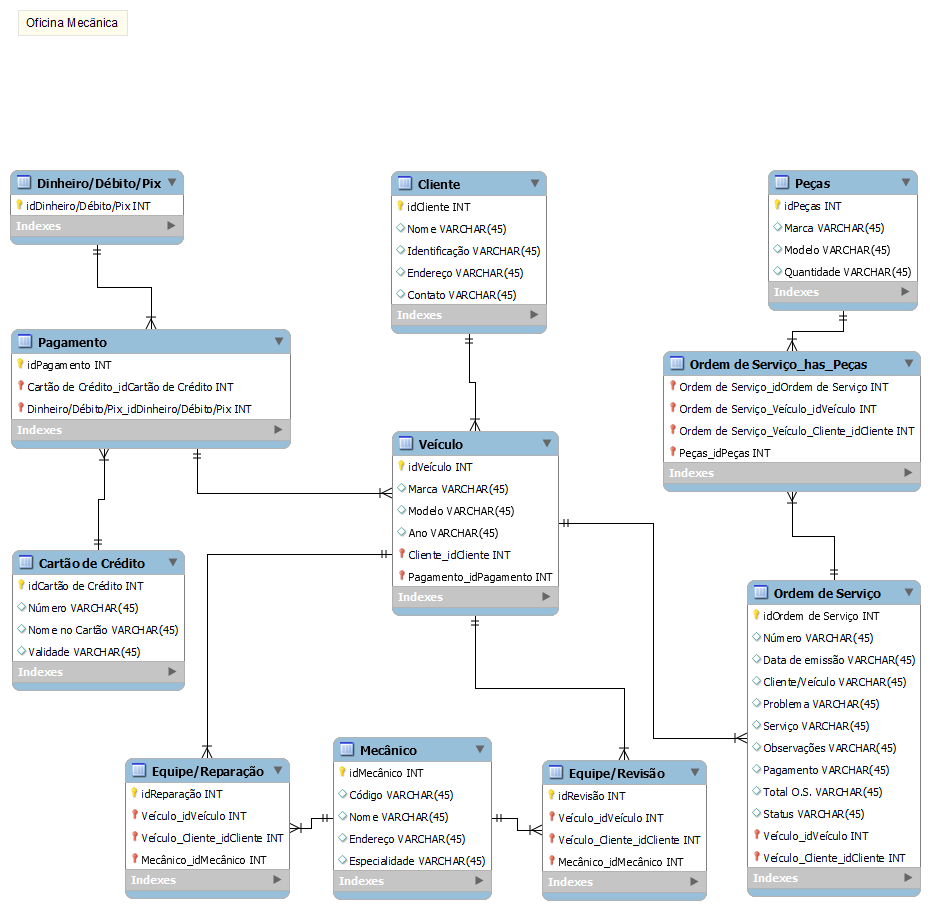 Oficina Mecânica
Dinheiro/Débito/Pix
idDinheiro/Débito/Pix INT
Indexes
Cliente
idCliente INT
Nome VARCHAR(45)
Identificação VARCHAR(45)
Endereço VARCHAR(45)
Contato VARCHAR(45)
Indexes
Peças
idPeças INT
Marca VARCHAR(45)
Modelo VARCHAR(45)
Quantidade VARCHAR(45)
Indexes
Pagamento
idPagamento INT
Cartão de Crédito_idCartão de Crédito INT
Dinheiro/Débito/Pix_idDinheiro/Débito/Pix INT
Indexes
Ordem de Serviço_has_Peças
Ordem de Serviço_idOrdem de Serviço INT
Ordem de Serviço_Veículo_idVeículo INT
Ordem de Serviço_Veículo_Cliente_idCliente INT
Peças_idPeças INT
Indexes
Veículo
idVeículo INT
Marca VARCHAR(45)
Modelo VARCHAR(45)
Ano VARCHAR(45)
Cliente_idCliente INT
Pagamento_idPagamento INT
Indexes
Cartão de Crédito
idCartão de Crédito INT
Número VARCHAR(45)
Nome no Cartão VARCHAR(45)
Validade VARCHAR(45)
Indexes
Ordem de Serviço
idOrdem de Serviço INT
Número VARCHAR(45)
Data de emissão VARCHAR(45)
Cliente/Veículo VARCHAR(45)
Problema VARCHAR(45)
Serviço VARCHAR(45)
Observações VARCHAR(45)
Pagamento VARCHAR(45)
Total O.S. VARCHAR(45)
Status VARCHAR(45)
Veículo_idVeículo INT
Veículo_Cliente_idCliente INT
Indexes
Equipe/Reparação
idReparação INT
Veículo_idVeículo INT
Veículo_Cliente_idCliente INT
Mecânico_idMecânico INT
Indexes
Mecânico
idMecânico INT
Código VARCHAR(45)
Nome VARCHAR(45)
Endereço VARCHAR(45)
Especialidade VARCHAR(45)
Indexes
Equipe/Revisão
idRevisão INT
Veículo_idVeículo INT
Veículo_Cliente_idCliente INT
Mecânico_idMecânico INT
Indexes